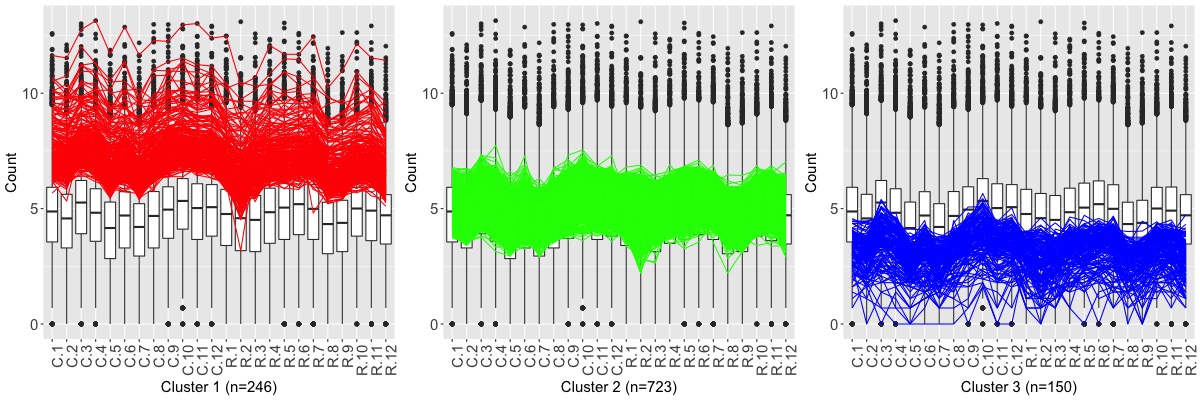 Count
10
5
0
C.1
C.2
C.3
C.4
C.5
C.6
C.7
C.8
C.9
C.10
C.11
C.12
R.1
R.2
R.3
R.4
R.5
R.6
R.7
R.8
R.9
R.10
R.11
R.12
Cluster 1 (n=246)
Count
10
5
0
C.1
C.2
C.3
C.4
C.5
C.6
C.7
C.8
C.9
C.10
C.11
C.12
R.1
R.2
R.3
R.4
R.5
R.6
R.7
R.8
R.9
R.10
R.11
R.12
Cluster 2 (n=723)
Count
10
5
0
C.1
C.2
C.3
C.4
C.5
C.6
C.7
C.8
C.9
C.10
C.11
C.12
R.1
R.2
R.3
R.4
R.5
R.6
R.7
R.8
R.9
R.10
R.11
R.12
Cluster 3 (n=150)